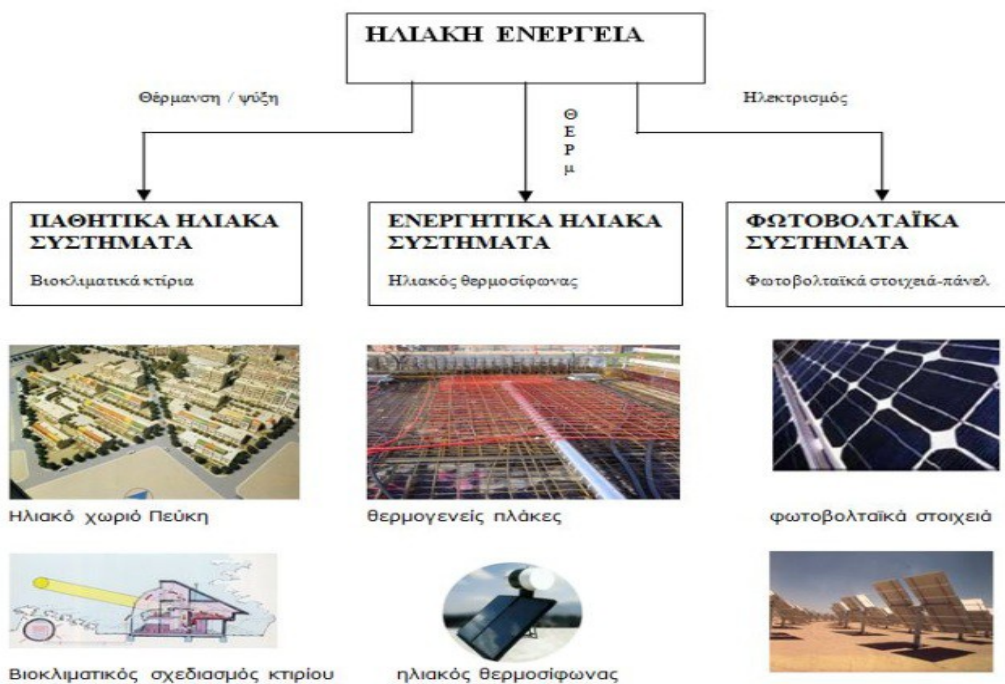 ΗΛΙΑΚΗ ΕΝΕΡΓΕΙΑ
Θέρμανση / ψύξη
Θ
Ε
Ρ
μ
Ηλεκτρισμός
ΠΑΘΗΤΙΚΑ ΗΛΙΑΚΑ
ΣΥΣΤΗΜΑΤΑ
Βιοκλιματικά κτίρια
ΕΝΕΡΓΗΤΙΚΑ ΗΛΙΑΚΑ
ΣΥΣΤΗΜΑΤΑ
Ηλιακός θερμοσίφωνας
ΦΩΤΟΒΟΛΤΑΪΚΑ
ΣΥΣΤΗΜΑΤΑ
Φωτοβολταϊκά στοιχειά-πάνελ
Ηλιακό χωριό Πεύκη
θερμογενείς πλάκες
φωτοβολταϊκά στοιχειά
Βιοκλιματικός σχεδιασμός κτιρίου
ηλιακός θερμοσίφωνας